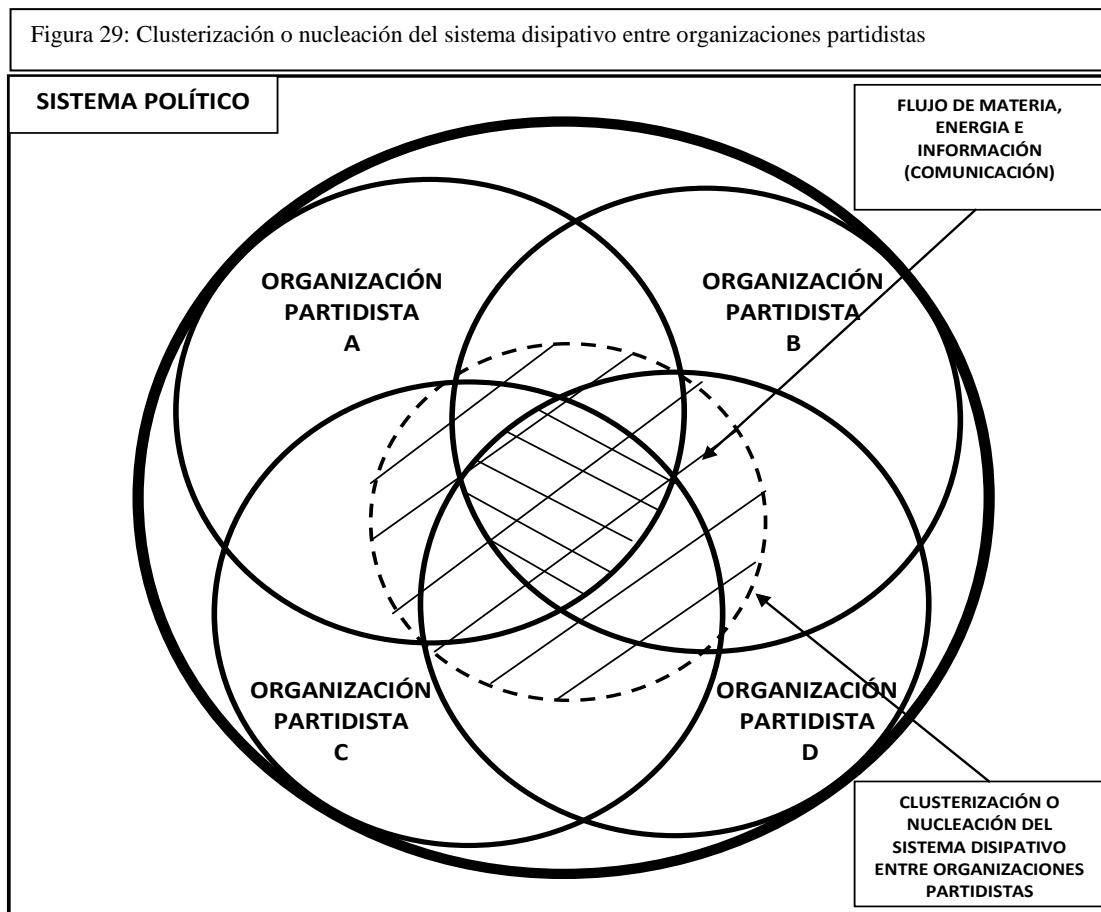 Figura 29: Clusterización o nucleación del sistema disipativo entre organizaciones partidistas
SISTEMA POLÍTICO
FLUJO DE MATERIA,
ENERGIA E
INFORMACIÓN
(COMUNICACIÓN)
ORGANIZACIÓN
PARTIDISTA
A
ORGANIZACIÓN
PARTIDISTA
B
ORGANIZACIÓN
PARTIDISTA
C
ORGANIZACIÓN
PARTIDISTA
D
CLUSTERIZACIÓN O
NUCLEACIÓN DEL
SISTEMA DISIPATIVO
ENTRE ORGANIZACIONES
PARTIDISTAS